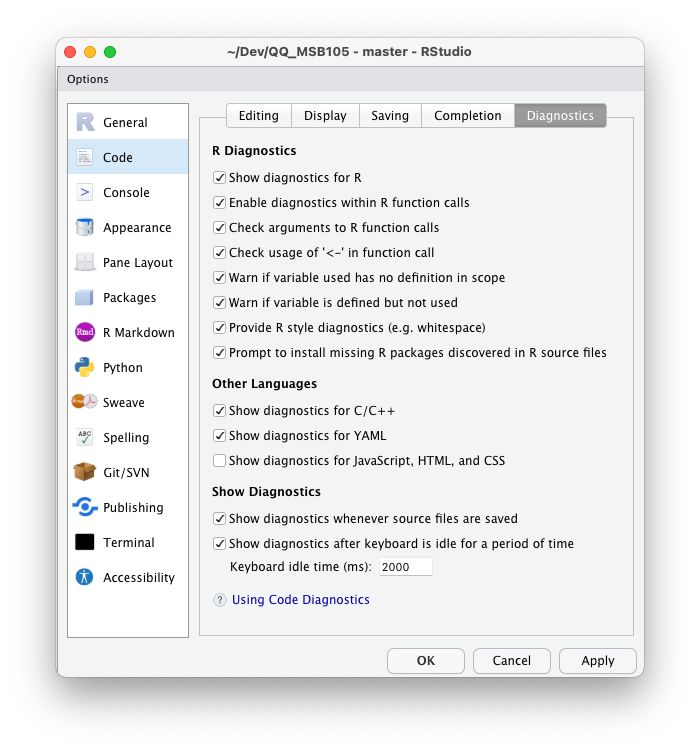 ~/Dev/QQ_MSB105 - master - RStudio
Options
General
Code
Console
Appearance
Pane Layout
Packages
Rmd R Markdown
Python
Sweave
ABC Spelling
Git/SVN
Publishing
Terminal
Accessibility
Editing Display Saving Completion Diagnostics
R Diagnostics
Show diagnostics for R
Enable diagnostics within R function calls
Check arguments to R function calls
Check usage of '<-' in function call
Warn if variable used has no definition in scope
Warn if variable is defined but not used
Provide R style diagnostics (e.g. whitespace)
Prompt to install missing R packages discovered in R source files
Other Languages
Show diagnostics for C/C++
Show diagnostics for YAML
Show diagnostics for JavaScript, HTML, and CSS
Show Diagnostics
Show diagnostics whenever source files are saved
Show diagnostics after keyboard is idle for a period of time
Keyboard idle time (ms): 2000
? Using Code Diagnostics
OK Cancel Apply